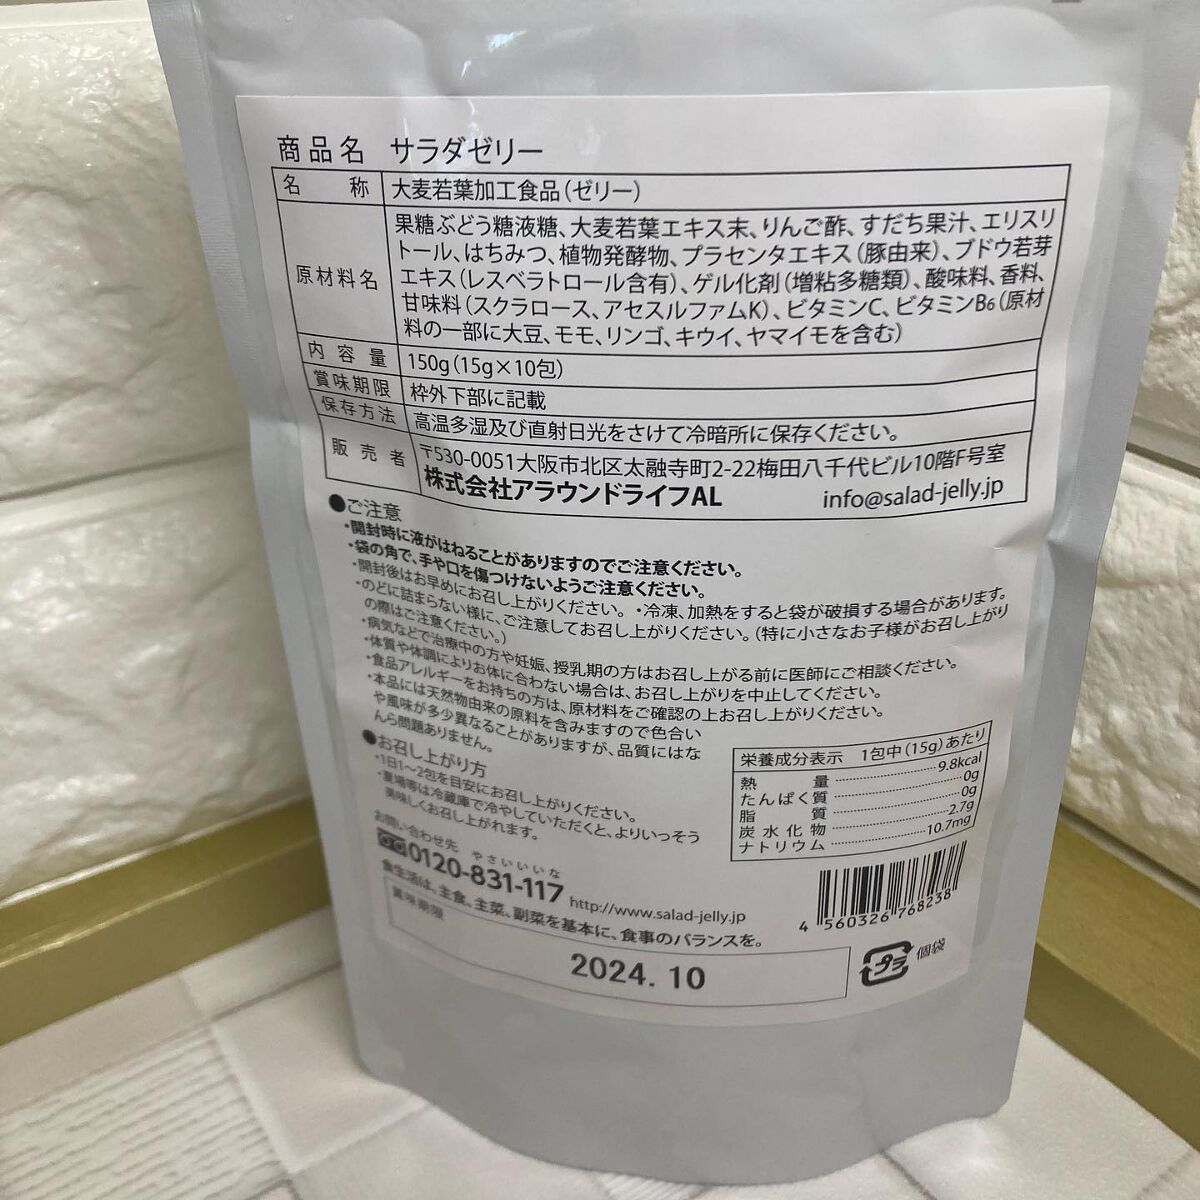 商品名 サラダゼリー
名称 大麦若葉加工食品(ゼリー)
原材料名 果糖ぶどう糖液糖、大麦若葉エキス末、りんご酢、すだち果汁、エリスリ
トール、はちみつ、植物発酵物、プラセンタエキス(豚由来)、ブドウ若芽
エキス(レスベラトロール含有)、ゲル化剤(増粘多糖類)、酸味料、香料、
甘味料(スクラロース、アセスルファムK)、ビタミンC、ビタミンB6(原材
料の一部に大豆、モモ、リンゴ、キウイ、ヤマイモを含む)
内容量 150g(15g×10包)
賞味期限 枠外下部に記載
保存方法 高温多湿及び直射日光をさけて冷暗所に保存ください。
販売者 〒530-0051大阪市北区太融寺町2-22梅田八千代ビル10階F号室
株式会社アラウンドライフAL info@salad-jelly.jp
●ご注意
・開封時に液がはねることがありますのでご注意ください。
・袋の角で、手や口を傷つけないようご注意ください。
・開封後はお早めにお召し上がりください。・冷凍、加熱をすると袋が破損する場合があります。
・のどに詰まらない様に、ご注意してお召し上がりください。(特に小さなお子様がお召し上がり
の際はご注意ください。)
・病気などで治療中の方や妊娠、授乳期の方はお召し上がる前に医師にご相談ください。
・体質や体調によりお体に合わない場合は、お召し上がりを中止してください。
・食品アレルギーをお持ちの方は、原材料をご確認の上お召し上がりください。
・本品には天然物由来の原料を含みますので色合い
や風味が多少異なることがありますが、品質にはな
んら問題ありません。
●お召し上がり方
・1日1〜2包を目安にお召し上がりください。
・夏場等は冷蔵庫で冷やしていただくと、よりいっそう
美味しくお召し上がれます。
栄養成分表示 1包中(15g)あたり
熱量 9.8kcal
たんぱく質 0g
脂質 0g
炭水化物 2.7g
ナトリウム 10.7mg
お問い合わせ先 やさいいいな
0120-831-117 http://www.salad-jelly.jp
食生活は、主食、主菜、副菜を基本に、食事のバランスを。
4 560326 768238
賞味期限
2024.10
プラ 個袋